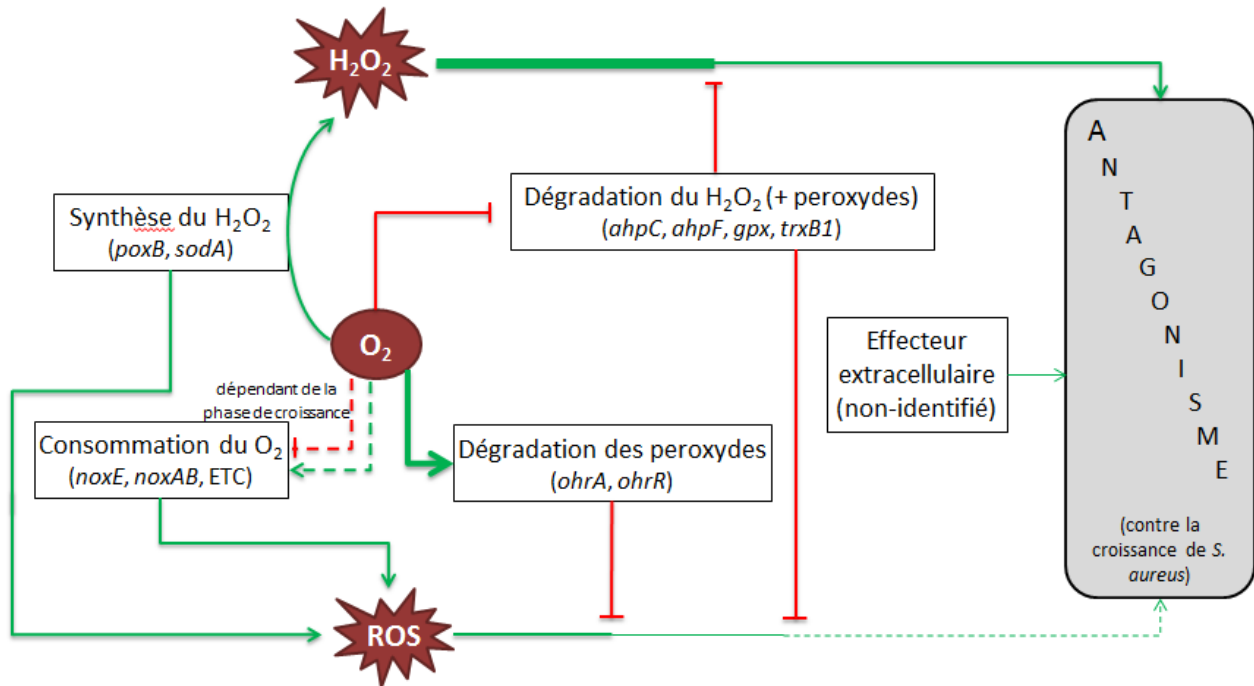 H₂O₂
Synthèse du H₂O₂
(poxB, sodA)
Dégradation du H₂O₂ (+ peroxydes)
(ahpC, ahpF, gpx, trxB1)
O₂
dépendant de la
phase de croissance
Consommation du O₂
(noxE, noxAB, ETC)
Dégradation des peroxydes
(ohrA, ohrR)
Effecteur
extracellulaire
(non-identifié)
ROS
ANTAGONISME
(contre la
croissance de S.
aureus)